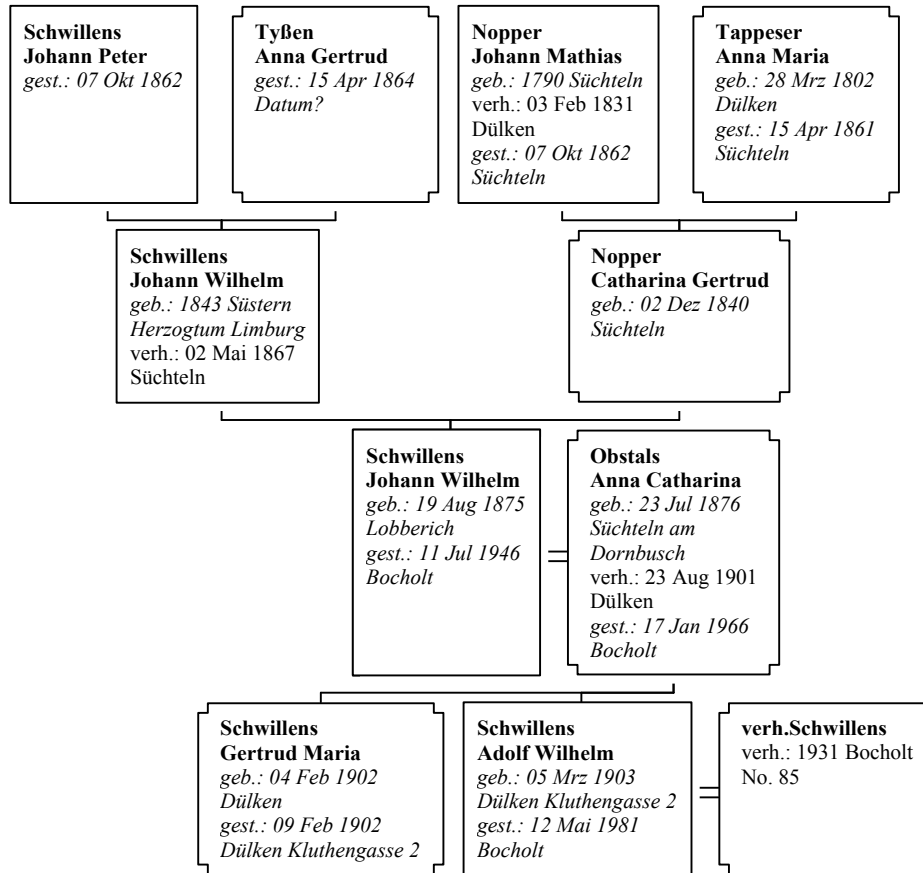 Schwillens
Johann Peter
gest.: 07 Okt 1862
Tyßen
Anna Gertrud
gest.: 15 Apr 1864
Datum?
Nopper
Johann Mathias
geb.: 1790 Süchteln
verh.: 03 Feb 1831
Dülken
gest.: 07 Okt 1862
Süchteln
Tappeser
Anna Maria
geb.: 28 Mrz 1802
Dülken
gest.: 15 Apr 1861
Süchteln
Schwillens
Johann Wilhelm
geb.: 1843 Süstern
Herzogtum Limburg
verh.: 02 Mai 1867
Süchteln
Nopper
Catharina Gertrud
geb.: 02 Dez 1840
Süchteln
Schwillens
Johann Wilhelm
geb.: 19 Aug 1875
Lobberich
gest.: 11 Jul 1946
Bocholt
Obstals
Anna Catharina
geb.: 23 Jul 1876
Süchteln am
Dornbusch
verh.: 23 Aug 1901
Dülken
gest.: 17 Jan 1966
Bocholt
Schwillens
Gertrud Maria
geb.: 04 Feb 1902
Dülken
gest.: 09 Feb 1902
Dülken Kluthengasse 2
Schwillens
Adolf Wilhelm
geb.: 05 Mrz 1903
Dülken Kluthengasse 2
gest.: 12 Mai 1981
Bocholt
verh.Schwillens
verh.: 1931 Bocholt
No. 85